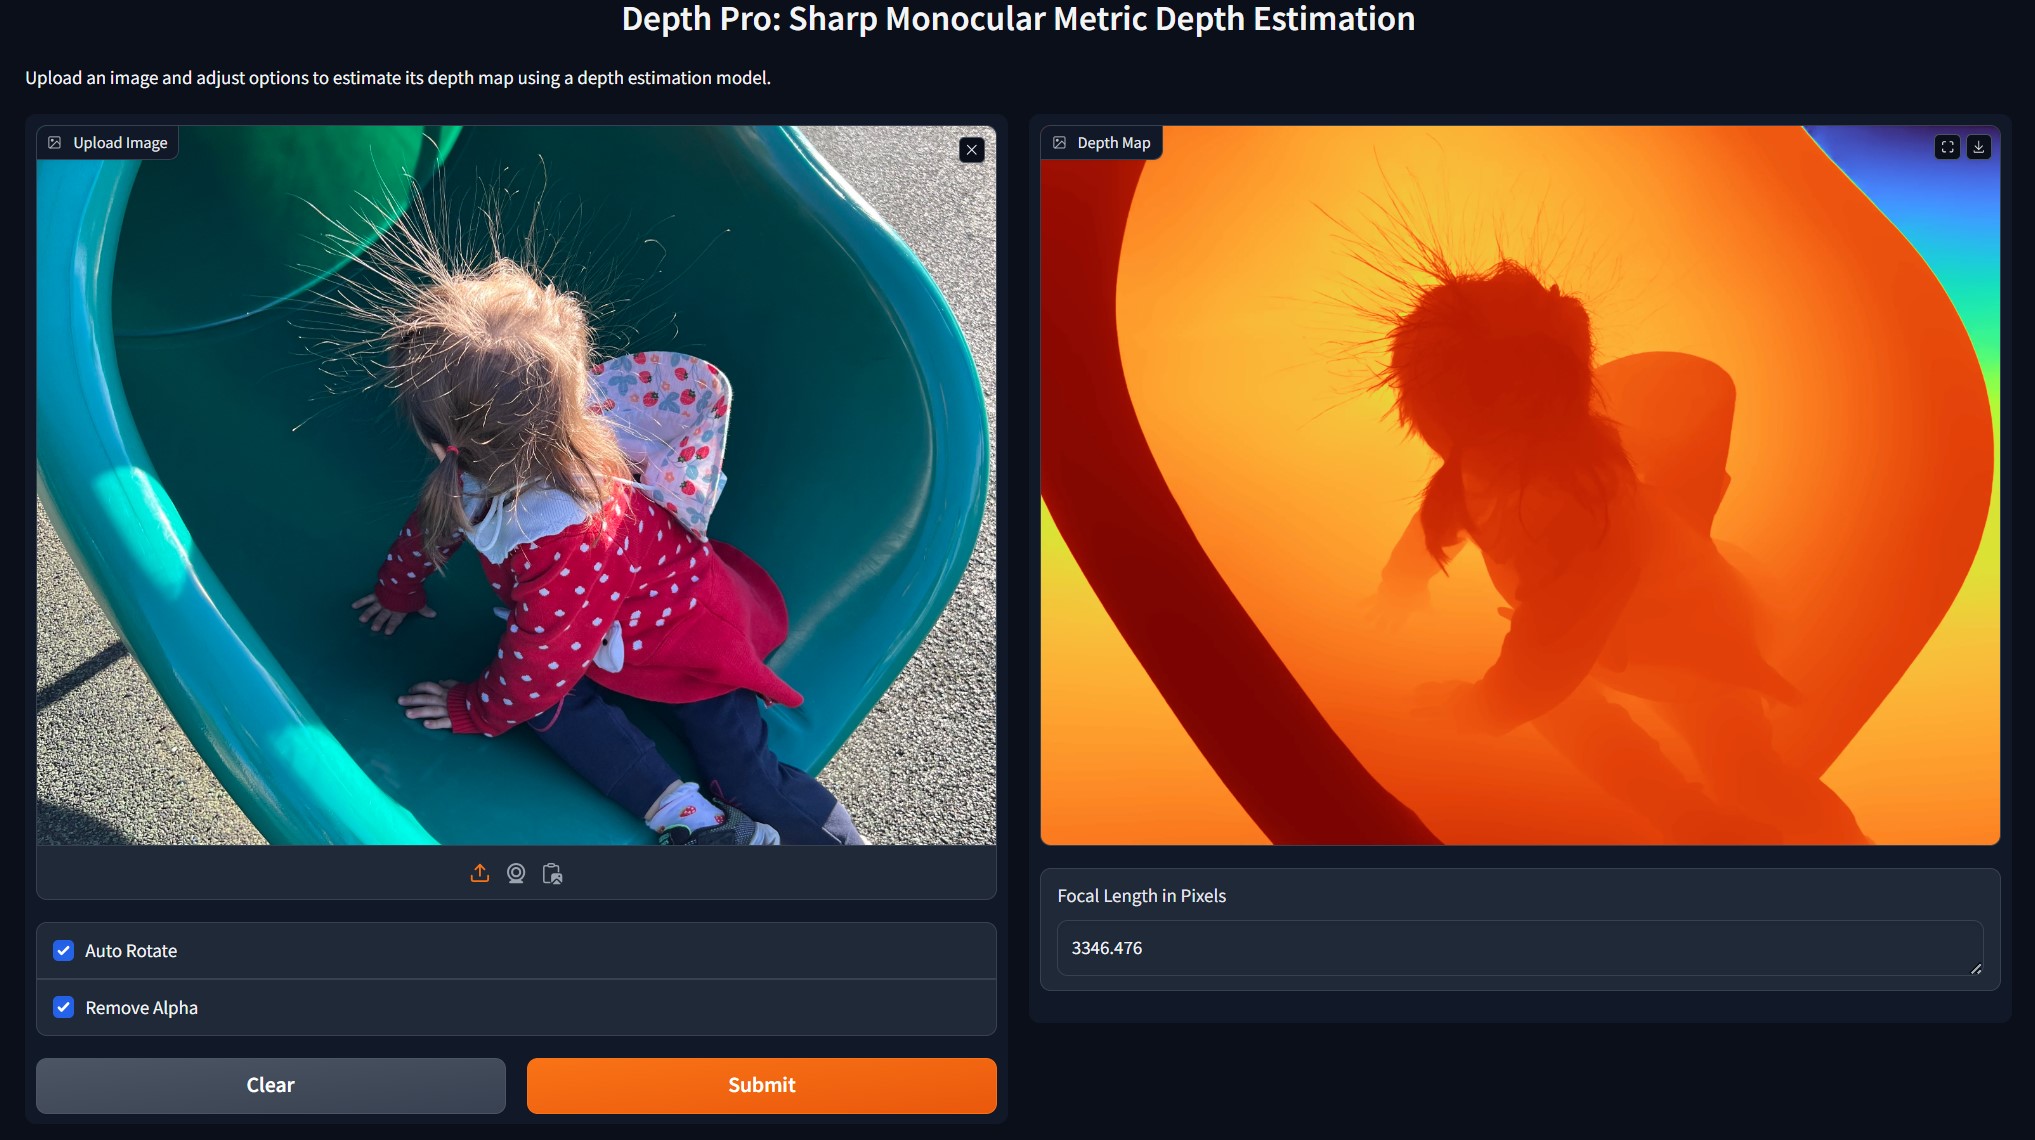 Depth Pro: Sharp Monocular Metric Depth Estimation
Upload an image and adjust options to estimate its depth map using a depth estimation model.
Upload Image
Depth Map
Focal Length in Pixels
3346.476
Auto Rotate
Remove Alpha
Clear
Submit